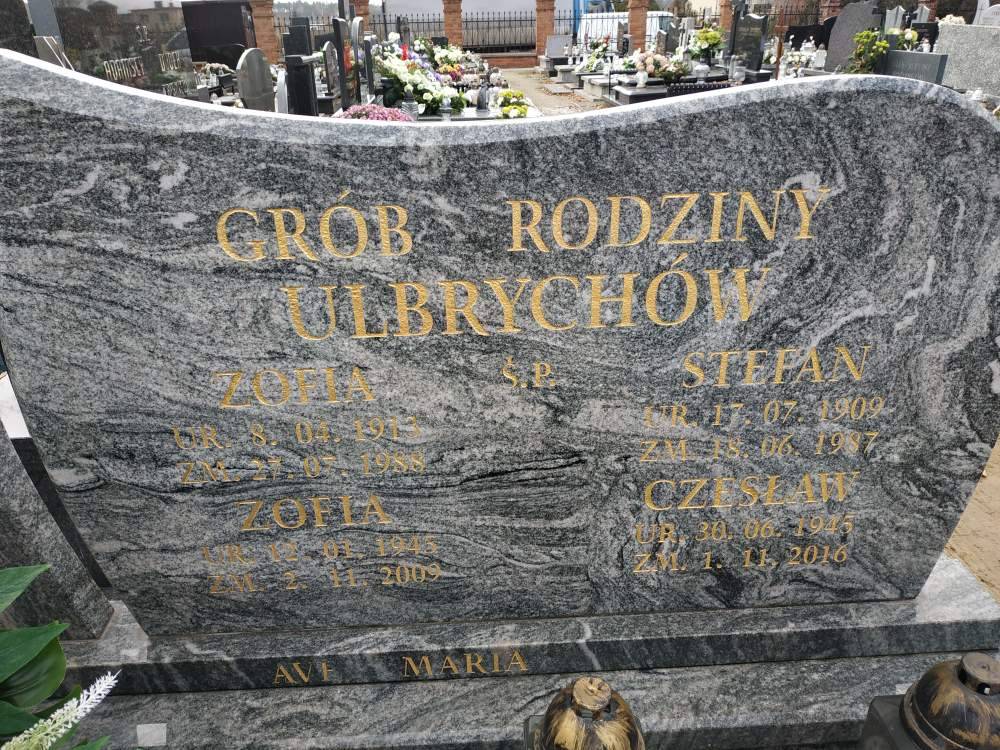 GRÓB RODZINY
ULBRYCHÓW
Ś.P.
ZOFIA
UR. 8. 04. 1913
ZM. 27. 07. 1988
ZOFIA
UR. 12. 01. 1945
ZM. 2. 11. 2009
STEFAN
UR. 17. 07. 1909
ZM. 18. 06. 1987
CZESŁAW
UR. 30. 06. 1945
ZM. 1. 11. 2016
AVE MARIA